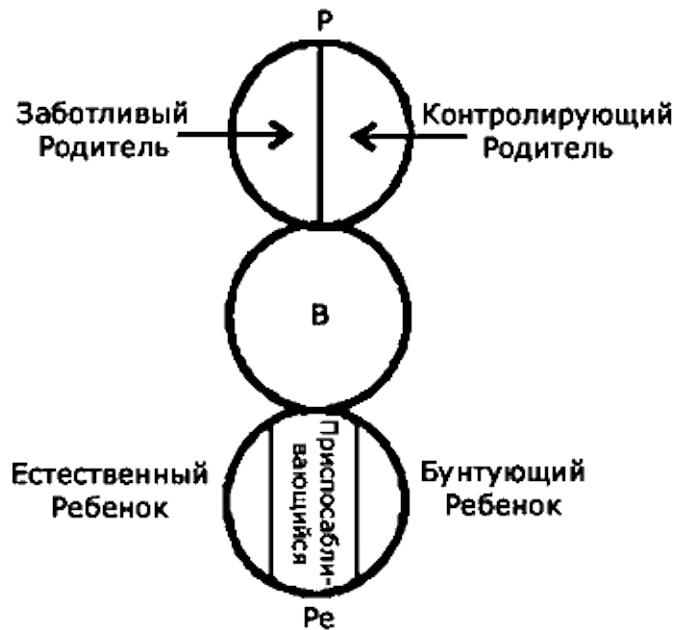 Р
Заботливый
Родитель
Контролирующий
Родитель
В
Приспосабли-
вающийся
Естественный
Ребенок
Бунтующий
Ребенок
Ре